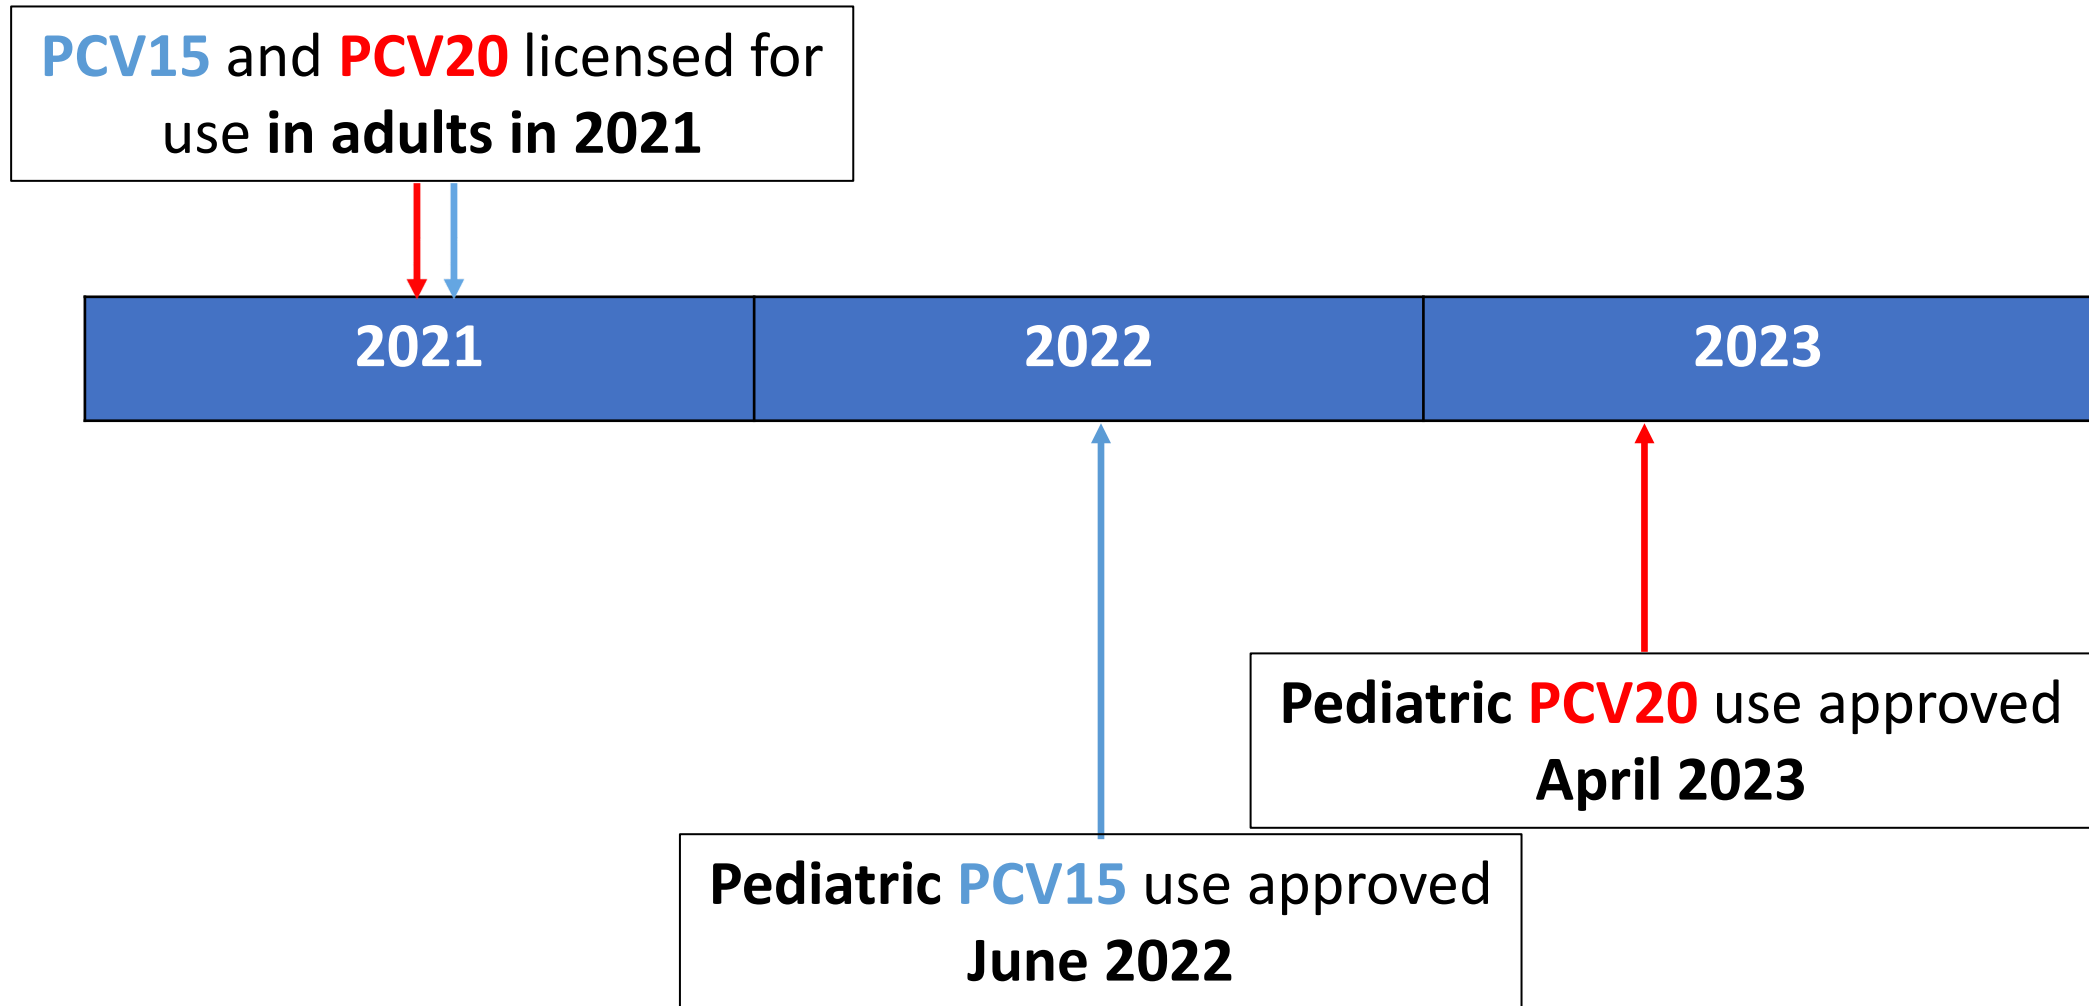 PCV15 and PCV20 licensed for
use in adults in 2021
2021
2022
2023
Pediatric PCV20 use approved
April 2023
Pediatric PCV15 use approved
June 2022